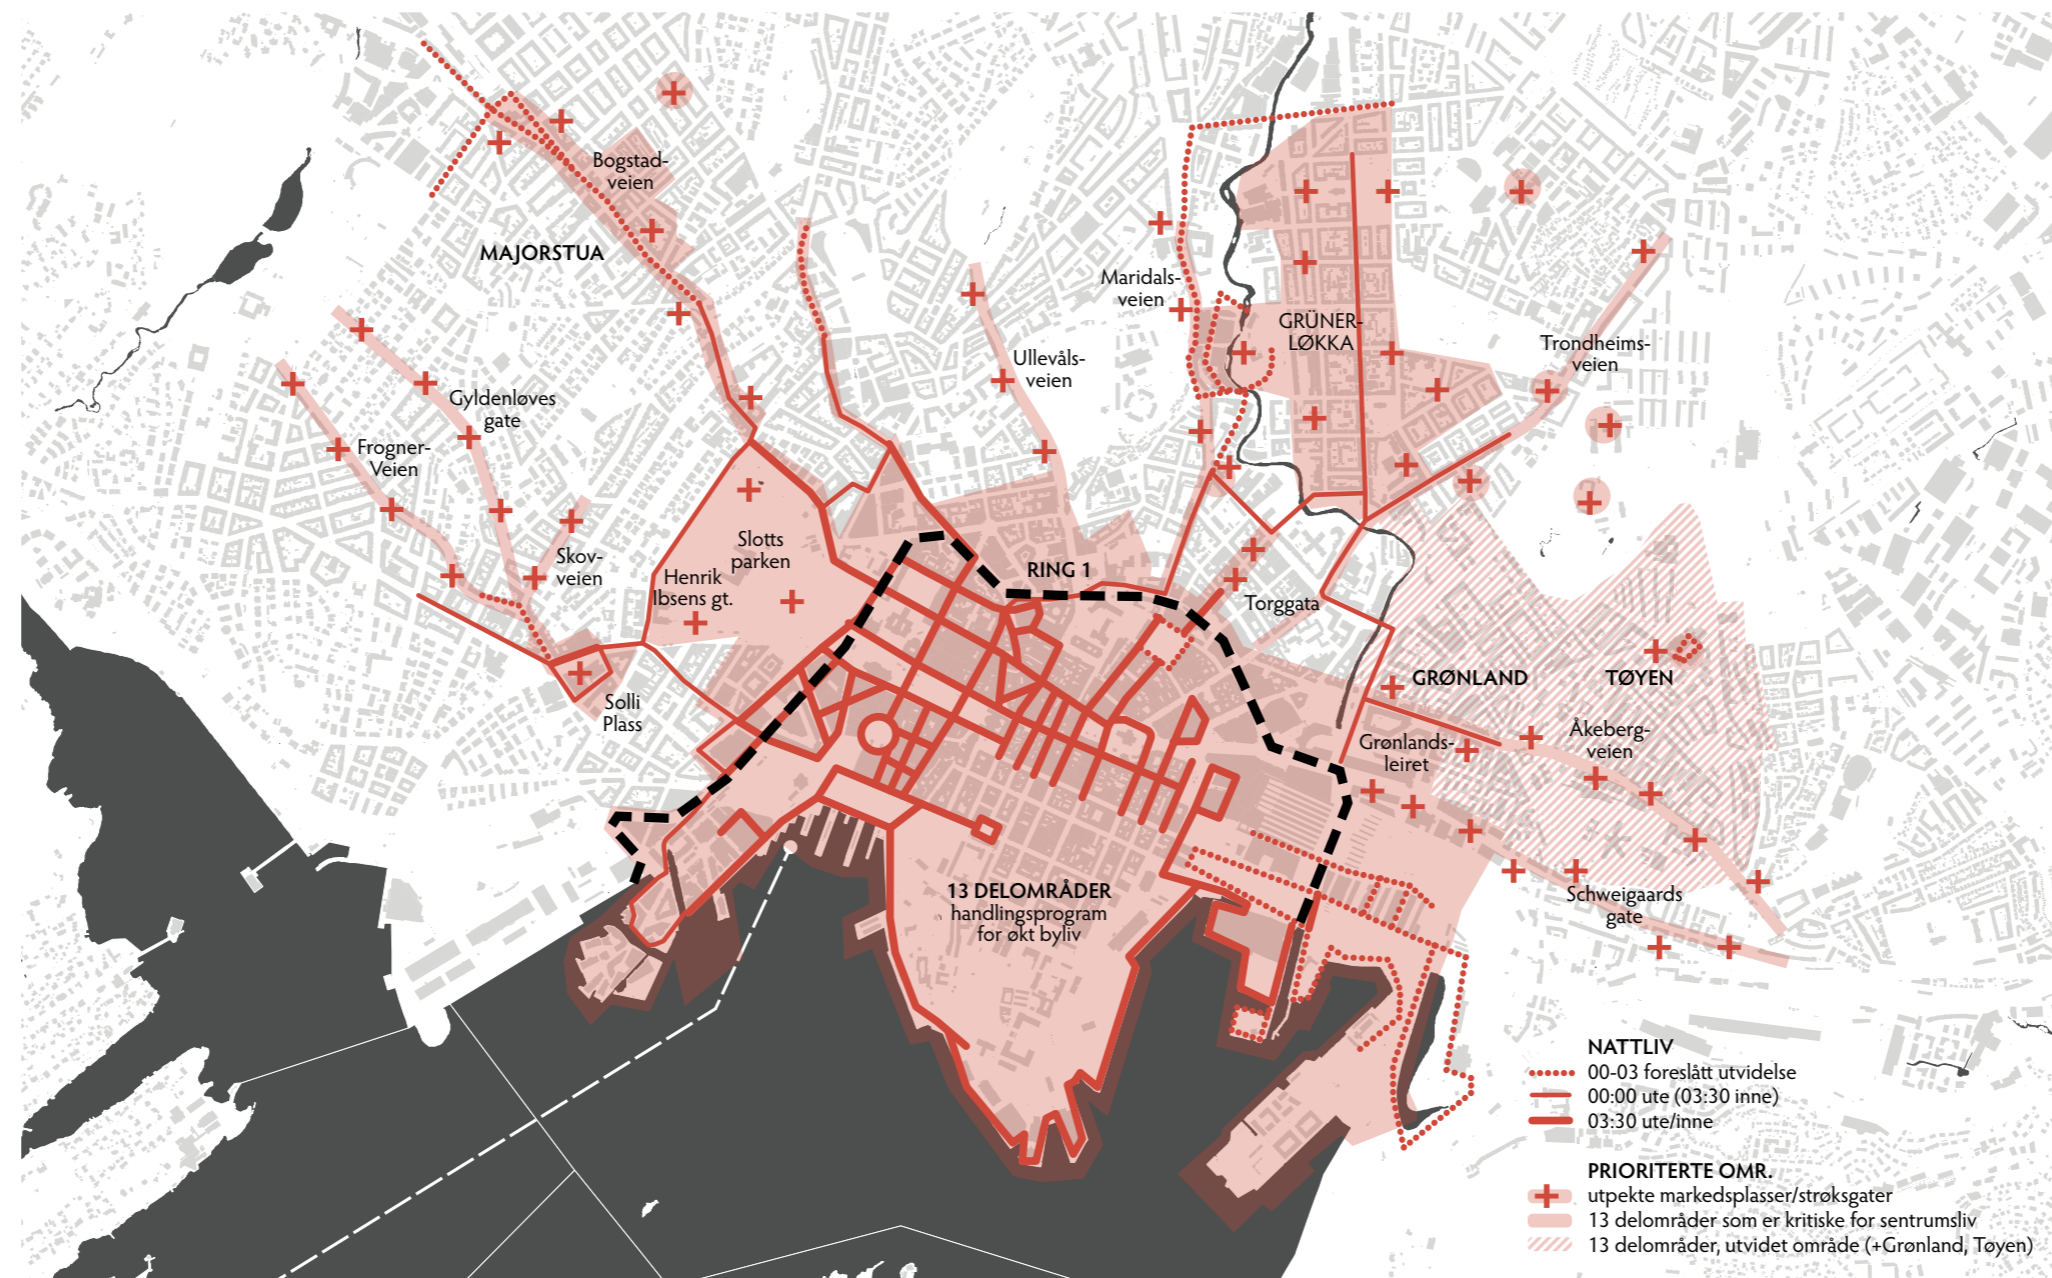 Bogstad-
veien
MAJORSTUA
Maridals-
veien
GRÜNER-
LØKKA
Ullevåls-
veien
Trondheims-
veien
Gyldenløves
gate
Frogner-
Veien
Slotts
parken
Skov-
veien
Henrik
Ibsens gt.
RING 1
Torggata
GRØNLAND
TØYEN
Solli
Plass
Grønlands-
leiret
Åkeberg-
veien
13 DELOMRÅDER
handlingsprogram
for økt byliv
Schweigaards
gate
NATTLIV
00-03 foreslått utvidelse
00:00 ute (03:30 inne)
03:30 ute/inne
PRIORITERTE OMR.
utpekte markedsplasser/strøksgater
13 delområder som er kritiske for sentrumsliv
13 delområder, utvidet område (+Grønland, Tøyen)